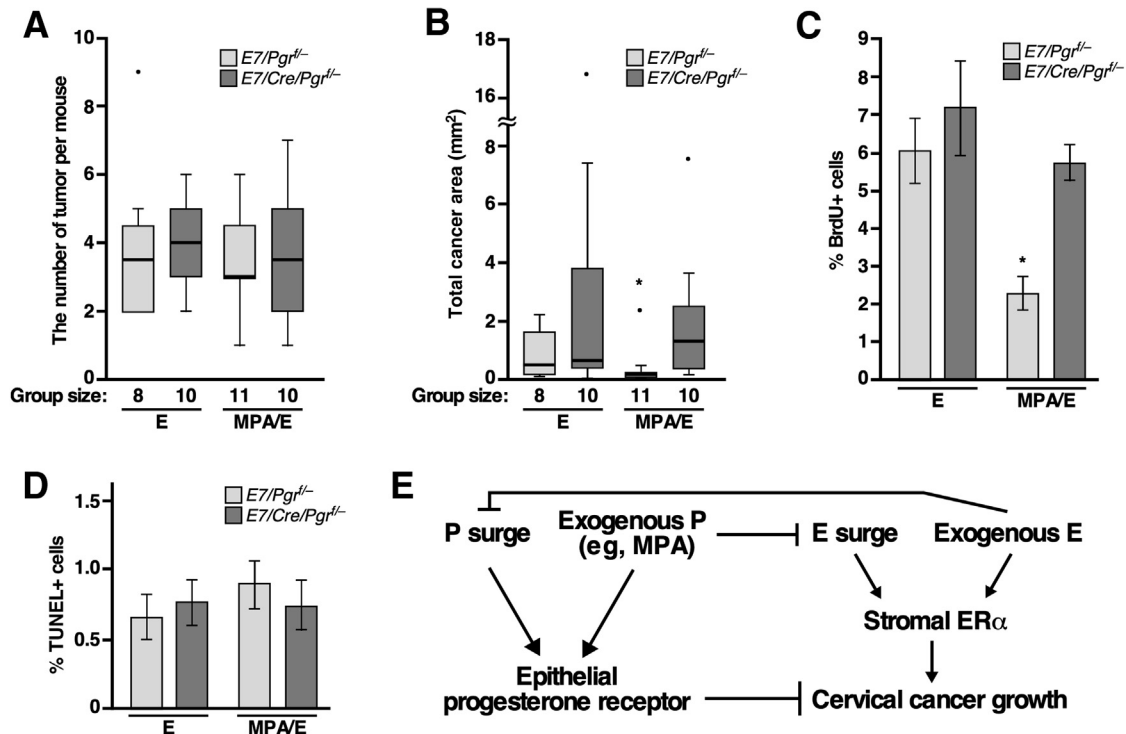 A
The number of tumor per mouse
10
8
6
4
2
0
E7/Pgrf/–
E7/Cre/Pgrf/–
Group size: 8 10 11 10
E MPA/E
B
Total cancer area (mm2)
18
16
8
6
4
2
0
E7/Pgrf/–
E7/Cre/Pgrf/–
*
Group size: 8 10 11 10
E MPA/E
C
% BrdU+ cells
9
8
7
6
5
4
3
2
1
0
E7/Pgrf/–
E7/Cre/Pgrf/–
*
E MPA/E
D
% TUNEL+ cells
1.5
1.0
0.5
0
E7/Pgrf/–
E7/Cre/Pgrf/–
E MPA/E
E
P surge
Exogenous P
(eg, MPA)
E surge
Exogenous E
Stromal ERα
Epithelial
progesterone receptor
Cervical cancer growth